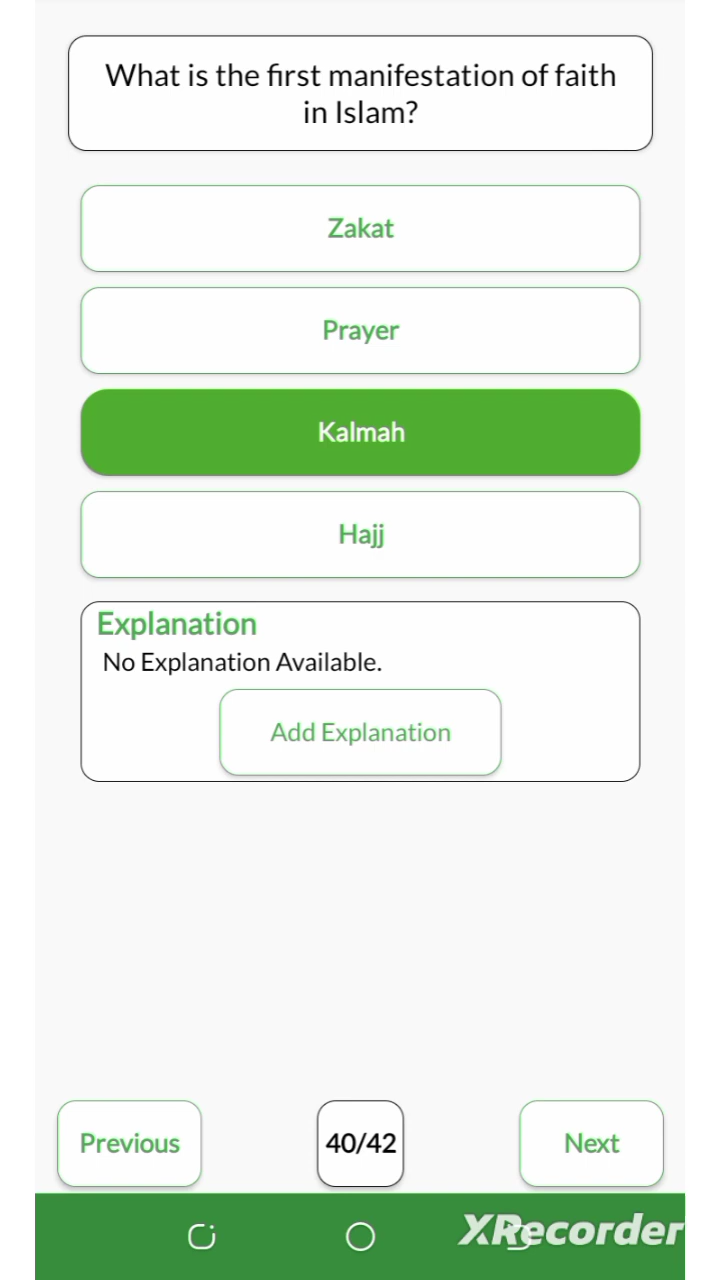 What is the first manifestation of faith
in Islam?
Zakat
Prayer
Kalmah
Hajj
Explanation
No Explanation Available.
Add Explanation
Previous
40/42
Next
XRecorder